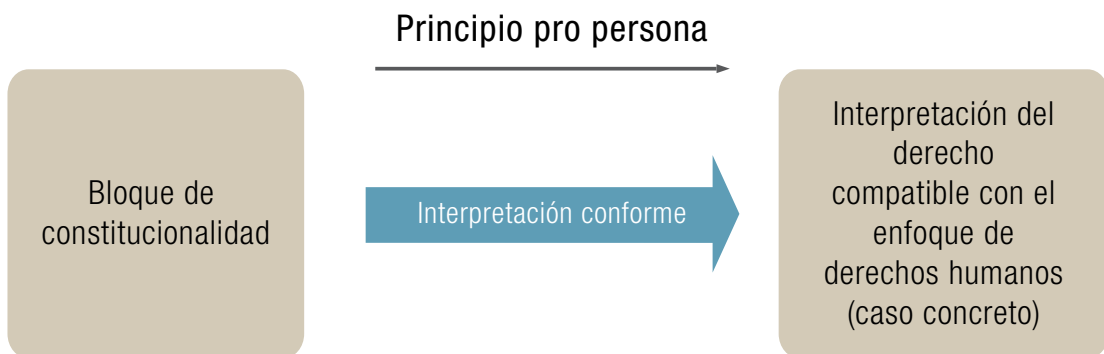 Principio pro persona
Bloque de
constitucionalidad
Interpretación conforme
Interpretación del
derecho
compatible con el
enfoque de
derechos humanos
(caso concreto)